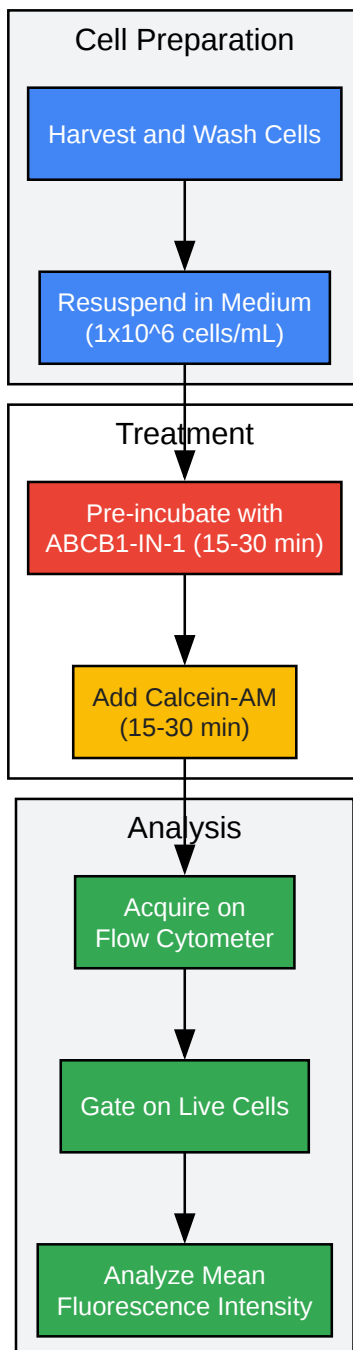 Cell Preparation
Harvest and Wash Cells
Resuspend in Medium
(1x10^6 cells/mL)
Treatment
Pre-incubate with
ABCB1-IN-1 (15-30 min)
Add Calcein-AM
(15-30 min)
Analysis
Acquire on
Flow Cytometer
Gate on Live Cells
Analyze Mean
Fluorescence Intensity